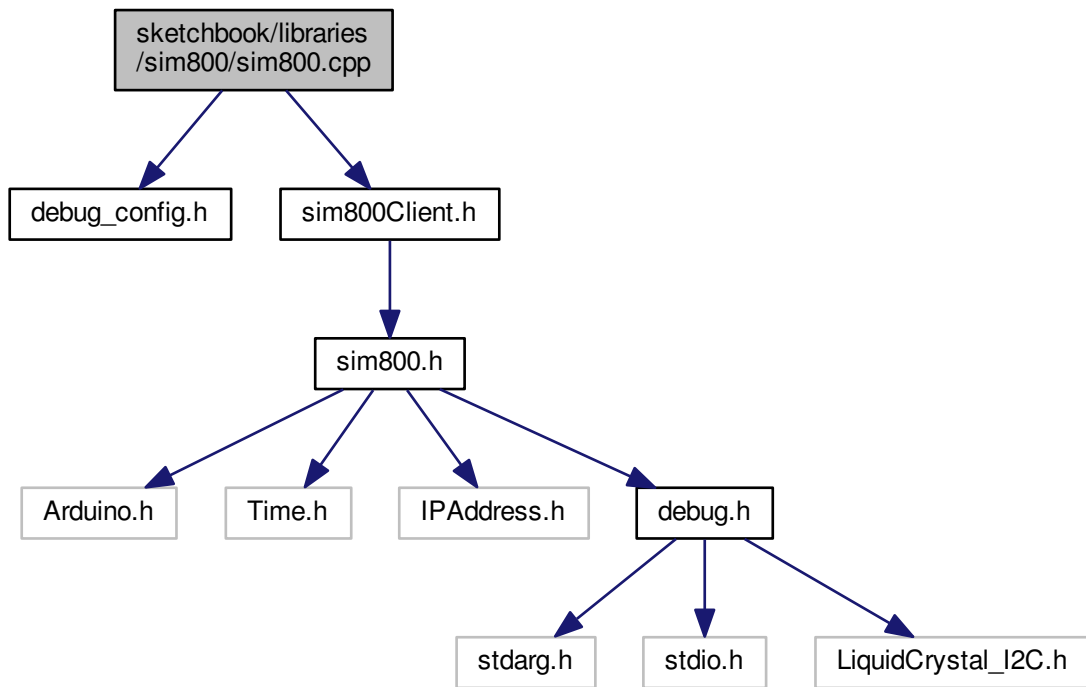 sketchbook/libraries
/sim800/sim800.cpp
debug_config.h
sim800Client.h
sim800.h
Arduino.h
Time.h
IPAddress.h
debug.h
stdarg.h
stdio.h
LiquidCrystal_I2C.h